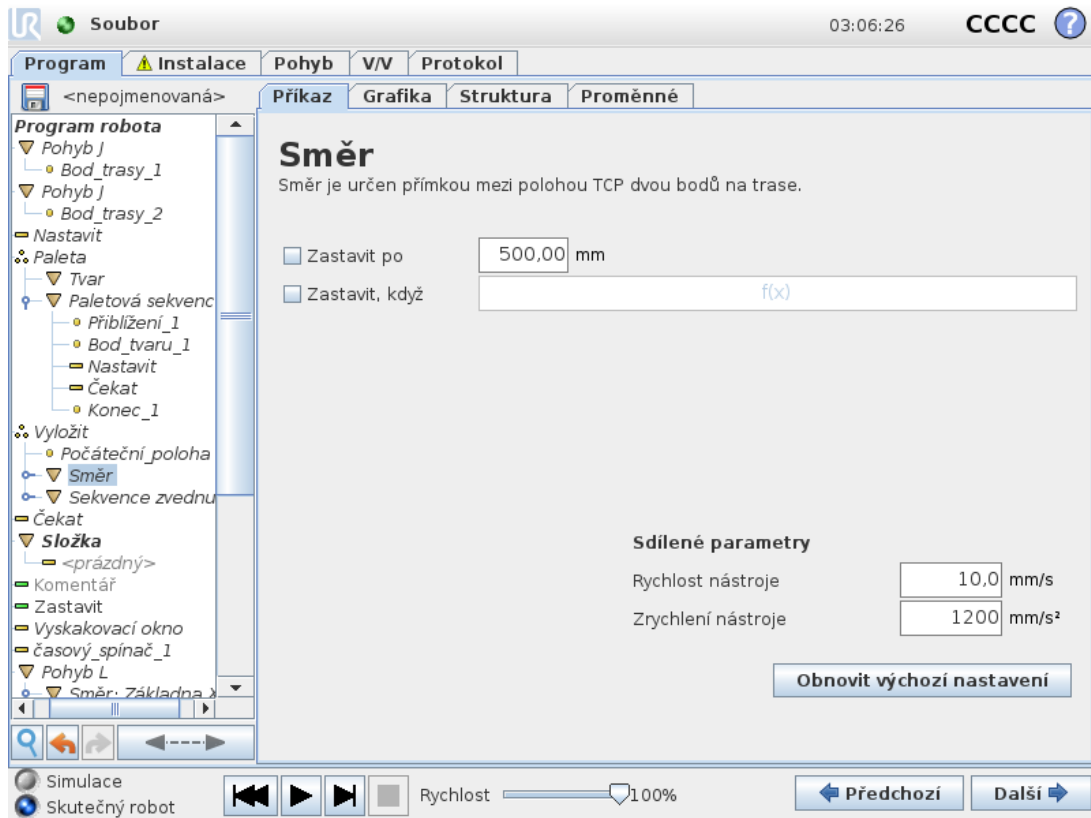 UR Soubor 03:06:26 CCCC ?
Program Instalace Pohyb V/V Protokol
<nepojmenovaná> Příkaz Grafika Struktura Proměnné
Program robota
Pohyb J
Bod_trasy_1
Pohyb J
Bod_trasy_2
Nastavit
Paleta
Tvar
Paletová sekvenc
Přiblížení_1
Bod_tvaru_1
Nastavit
Čekat
Konec_1
Vyložit
Počáteční_poloha
Směr
Sekvence zvednu
Čekat
Složka
<prázdný>
Komentář
Zastavit
Vyskakovací okno
časový_spínač_1
Pohyb L
Směr: Základna X
Směr
Směr je určen přímkou mezi polohou TCP dvou bodů na trase.
Zastavit po 500,00 mm
Zastavit, když f(x)
Sdílené parametry
Rychlost nástroje 10,0 mm/s
Zrychlení nástroje 1200 mm/s²
Obnovit výchozí nastavení
Simulace
Skutečný robot
Rychlost 100%
Předchozí Další